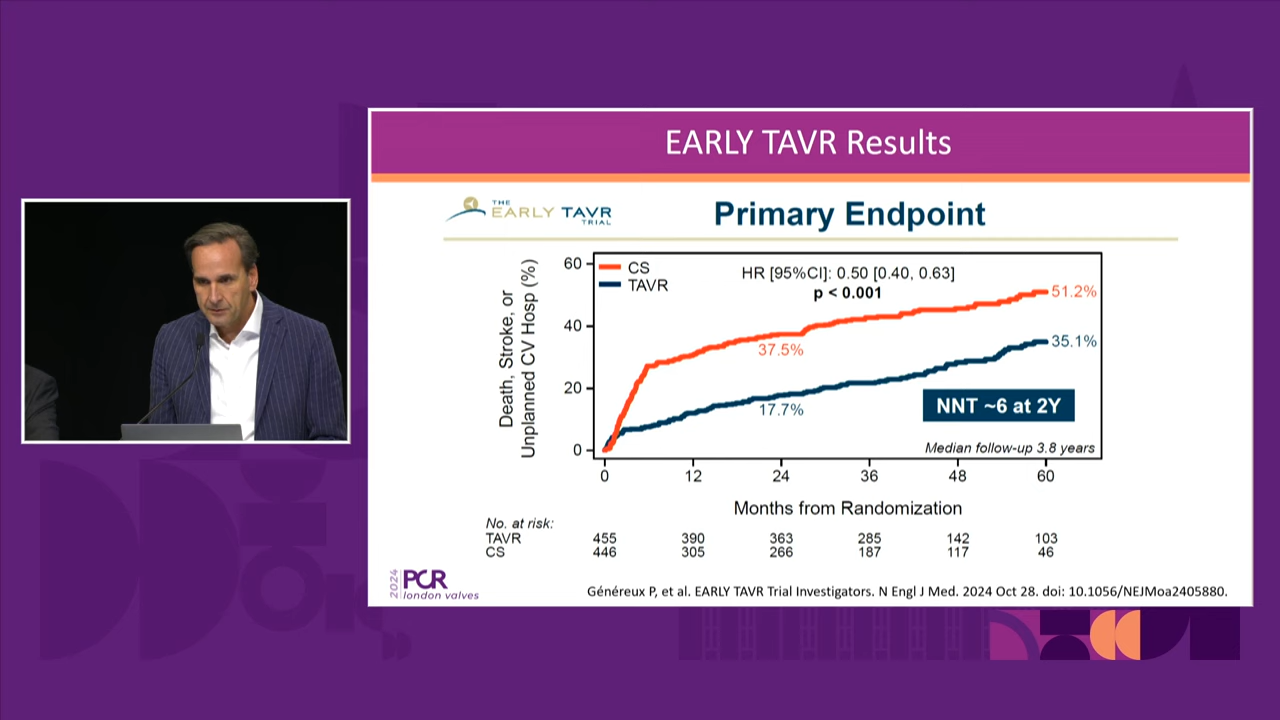 EARLY TAVR Results
THE
EARLY TAVR
TRIAL
Primary Endpoint
Death, Stroke, or
Unplanned CV Hosp (%)
60
40
20
0
CS
TAVR
HR [95%CI]: 0.50 [0.40, 0.63]
p < 0.001
51.2%
37.5%
35.1%
17.7%
NNT ~6 at 2Y
Median follow-up 3.8 years
0 12 24 36 48 60
Months from Randomization
No. at risk:
TAVR 455 390 363 285 142 103
CS 446 305 266 187 117 46
2024
PCR
london valves
Généreux P, et al. EARLY TAVR Trial Investigators. N Engl J Med. 2024 Oct 28. doi: 10.1056/NEJMoa2405880.